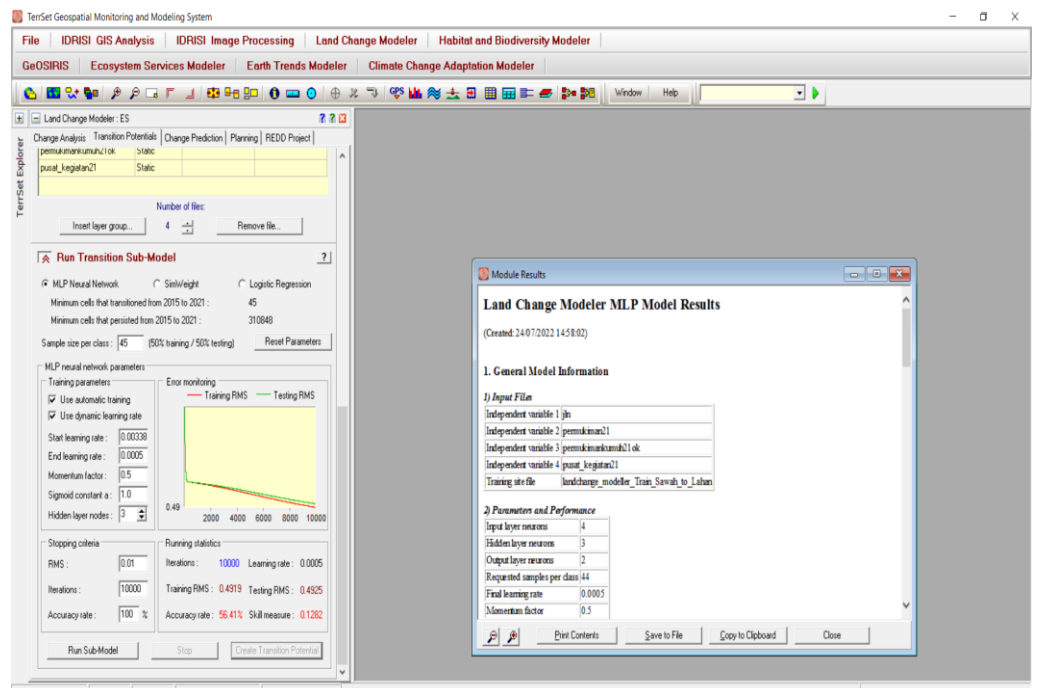 TerrSet Geospatial Monitoring and Modeling System
File IDRISI GIS Analysis IDRISI Image Processing Land Change Modeler Habitat and Biodiversity Modeler
GeOSIRIS Ecosystem Services Modeler Earth Trends Modeler Climate Change Adaptation Modeler
GPS Window Help
TerrSet Explorer
Land Change Modeler : ES
Change Analysis Transition Potentials Change Prediction Planning REDD Project
permukimankumuh21ok Static
pusat_kegiatan21 Static
Number of files:
Insert layer group... 4 Remove file...
Run Transition Sub-Model ?
MLP Neural Network SimWeight Logistic Regression
Minimum cells that transitioned from 2015 to 2021 : 45
Minimum cells that persisted from 2015 to 2021 : 310848
Sample size per class : 45 (50% training / 50% testing) Reset Parameters
MLP neural network parameters
Training parameters
Use automatic training
Use dynamic learning rate
Start learning rate : 0.00338
End learning rate : 0.0005
Momentum factor : 0.5
Sigmoid constant a : 1.0
Hidden layer nodes : 3
Error monitoring
Training RMS Testing RMS
0.49
2000 4000 6000 8000 10000
Stopping criteria
RMS : 0.01
Iterations : 10000
Accuracy rate : 100 %
Running statistics
Iterations : 10000 Learning rate : 0.0005
Training RMS : 0.4919 Testing RMS : 0.4925
Accuracy rate : 56.41% Skill measure : 0.1282
Run Sub-Model Stop Create Transition Potential
Module Results
Land Change Modeler MLP Model Results
(Created: 24/07/2022 14:58:02)
1. General Model Information
1) Input Files
Independent variable 1 jln
Independent variable 2 permukiman21
Independent variable 3 permukimankumuh21ok
Independent variable 4 pusat_kegiatan21
Training site file landchange_modeller_Train_Sawah_to_Lahan
2) Parameters and Performance
Input layer neurons 4
Hidden layer neurons 3
Output layer neurons 2
Requested samples per class 44
Final learning rate 0.0005
Momentum factor 0.5
Print Contents Save to File Copy to Clipboard Close